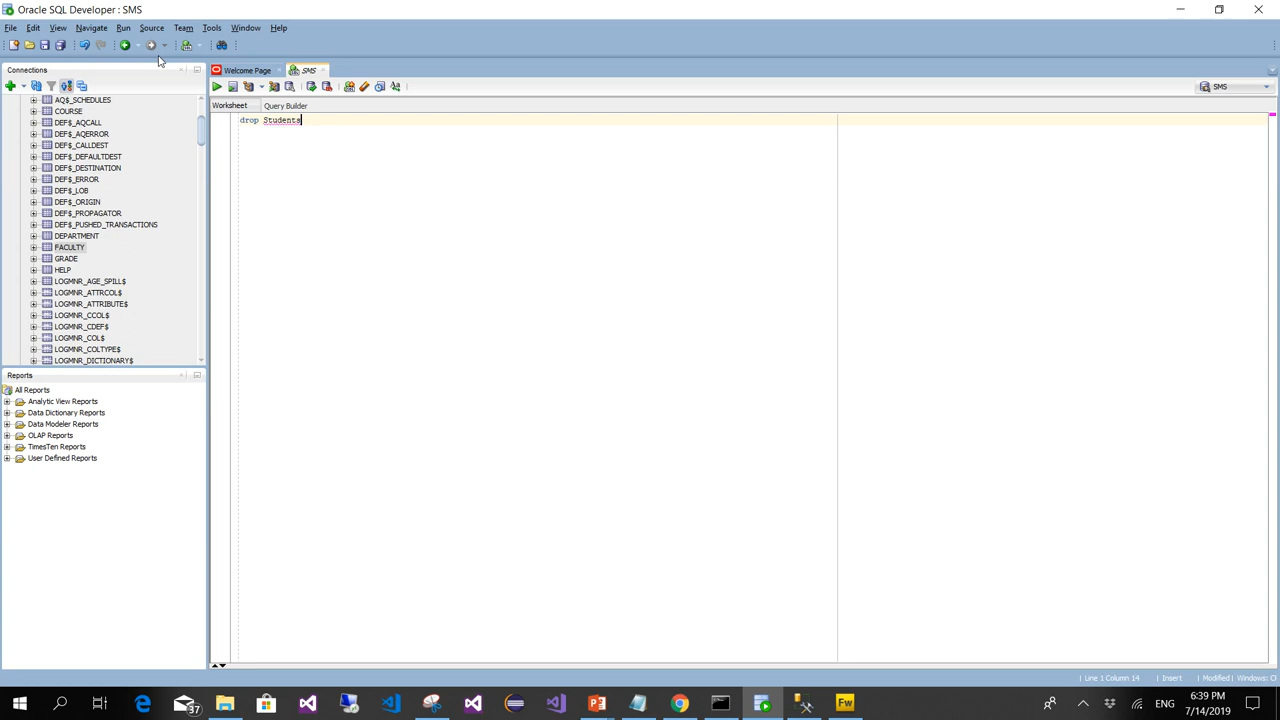 Oracle SQL Developer : SMS
File Edit View Navigate Run Source Team Tools Window Help
Connections
Welcome Page
SMS
SMS
Worksheet Query Builder
drop Students
AQ$_SCHEDULES
COURSE
DEF$_AQCALL
DEF$_AQERROR
DEF$_CALLDEST
DEF$_DEFAULTDEST
DEF$_DESTINATION
DEF$_ERROR
DEF$_LOB
DEF$_ORIGIN
DEF$_PROPAGATOR
DEF$_PUSHED_TRANSACTIONS
DEPARTMENT
FACULTY
GRADE
HELP
LOGMNR_AGE_SPILL$
LOGMNR_ATTRCOL$
LOGMNR_ATTRIBUTE$
LOGMNR_CCOL$
LOGMNR_CDEF$
LOGMNR_COL$
LOGMNR_COLTYPE$
LOGMNR_DICTIONARY$
Reports
All Reports
Analytic View Reports
Data Dictionary Reports
Data Modeler Reports
OLAP Reports
TimesTen Reports
User Defined Reports
Line 1 Column 14 Insert Modified Windows: Cl
37
Fw
ENG
6:39 PM
7/14/2019